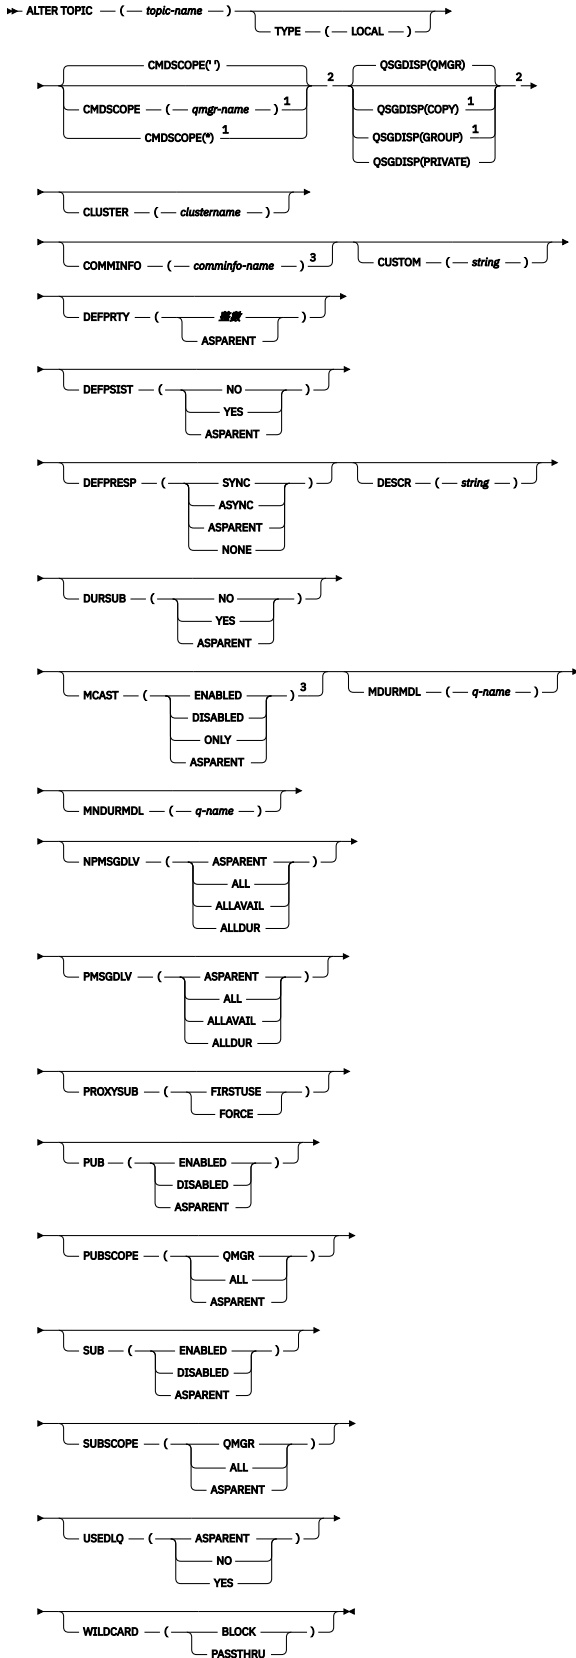 ALTER TOPIC ( topic-name )
TYPE ( LOCAL )
CMDSCOPE(' ') 2 QSGDISP(QMGR) 2
CMDSCOPE ( qmgr-name ) 1 QSGDISP(COPY) 1
CMDSCOPE(*) 1 QSGDISP(GROUP) 1
QSGDISP(PRIVATE)
CLUSTER ( clustername )
COMMINFO ( comminfo-name ) 3 CUSTOM ( string )
DEFPRTY ( 整數 )
ASPARENT
DEFPSIST ( NO )
YES
ASPARENT
DEFPRESP ( SYNC ) DESCR ( string )
ASYNC
ASPARENT
NONE
DURSUB ( NO )
YES
ASPARENT
MCAST ( ENABLED ) 3 MDURMDL ( q-name )
DISABLED
ONLY
ASPARENT
MNDURMDL ( q-name )
NPMSGDLV ( ASPARENT )
ALL
ALLAVAIL
ALLDUR
PMSGDLV ( ASPARENT )
ALL
ALLAVAIL
ALLDUR
PROXYSUB ( FIRSTUSE )
FORCE
PUB ( ENABLED )
DISABLED
ASPARENT
PUBSCOPE ( QMGR )
ALL
ASPARENT
SUB ( ENABLED )
DISABLED
ASPARENT
SUBSCOPE ( QMGR )
ALL
ASPARENT
USEDLQ ( ASPARENT )
NO
YES
WILDCARD ( BLOCK )
PASSTHRU